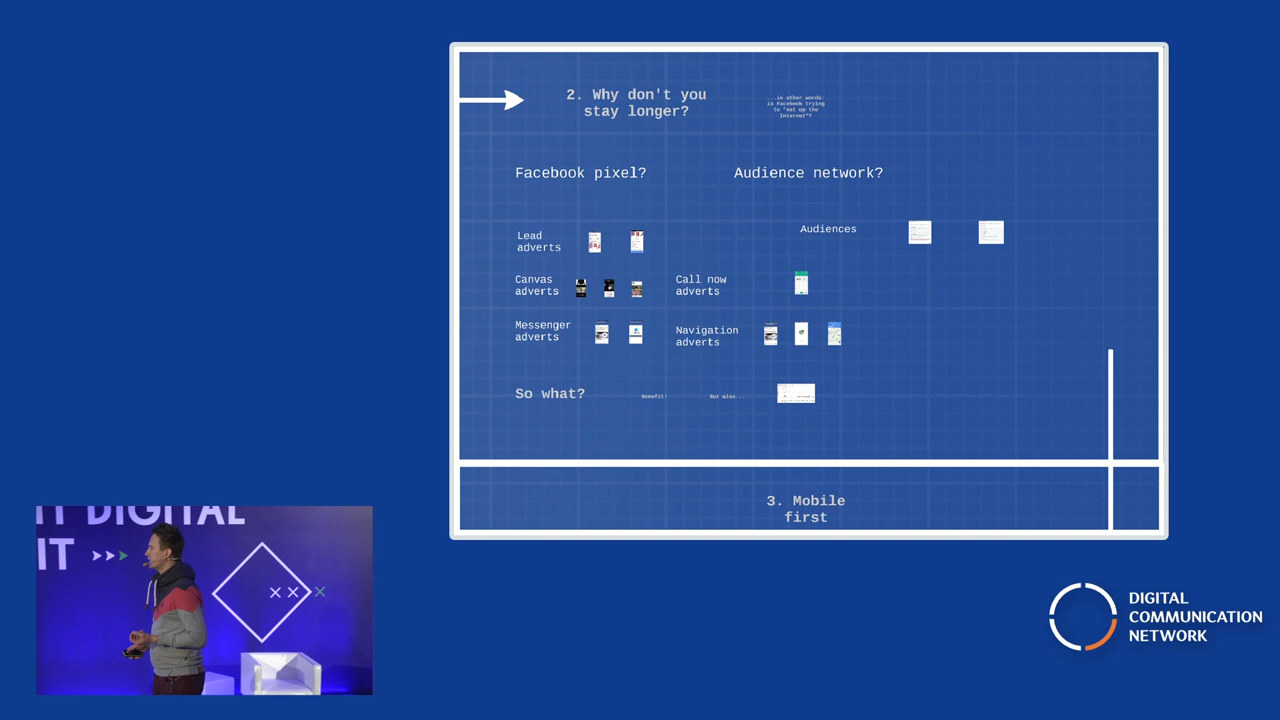 2. Why don't you
stay longer?
...in other words:
is Facebook trying
to "eat up the
Internet"?
Facebook pixel?
Audience network?
Lead
adverts
Audiences
Canvas
adverts
Call now
adverts
Messenger
adverts
Navigation
adverts
So what?
Benefit!
But also...
3. Mobile
first
IT DIGITAL
IT
DIGITAL
COMMUNICATION
NETWORK